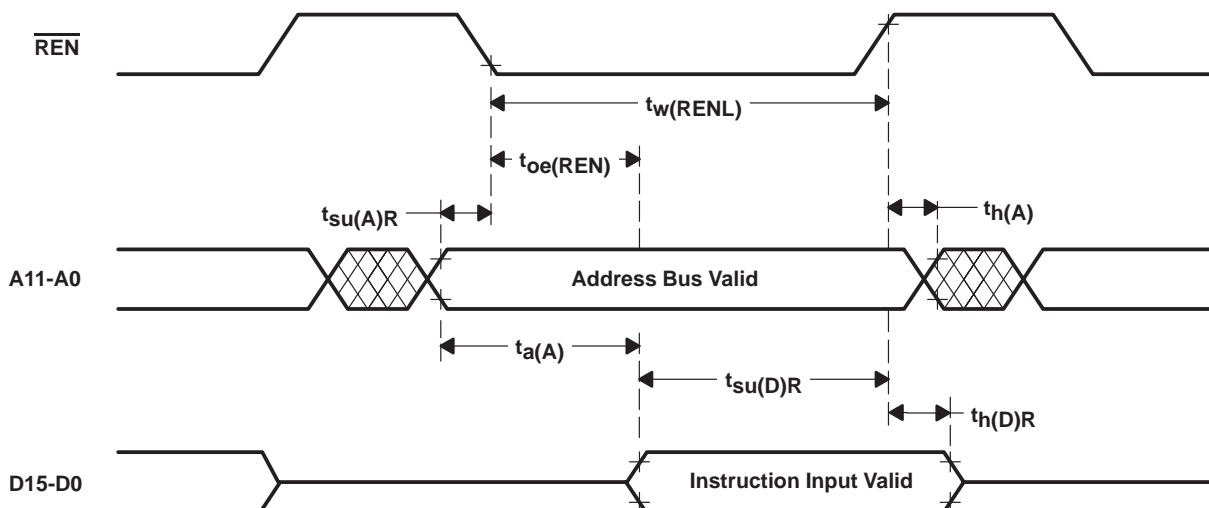 REN
tw(RENL)
toe(REN)
tsu(A)R
th(A)
A11-A0
Address Bus Valid
ta(A)
tsu(D)R
th(D)R
D15-D0
Instruction Input Valid